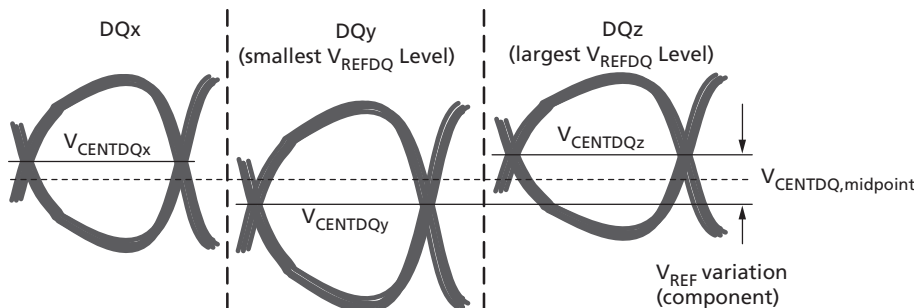 DQx
DQy
(smallest VREFDQ Level)
DQz
(largest VREFDQ Level)
VCENTDQx
VCENTDQy
VCENTDQz
VCENTDQ,midpoint
VREF variation
(component)